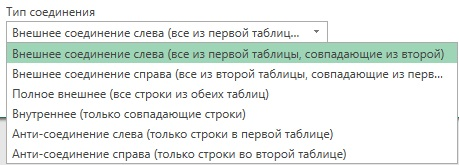 Тип соединения
Внешнее соединение слева (все из первой таблиц...
Внешнее соединение слева (все из первой таблицы, совпадающие из второй)
Внешнее соединение справа (все из второй таблицы, совпадающие из перв...
Полное внешнее (все строки из обеих таблиц)
Внутреннее (только совпадающие строки)
Анти-соединение слева (только строки в первой таблице)
Анти-соединение справа (только строки во второй таблице)